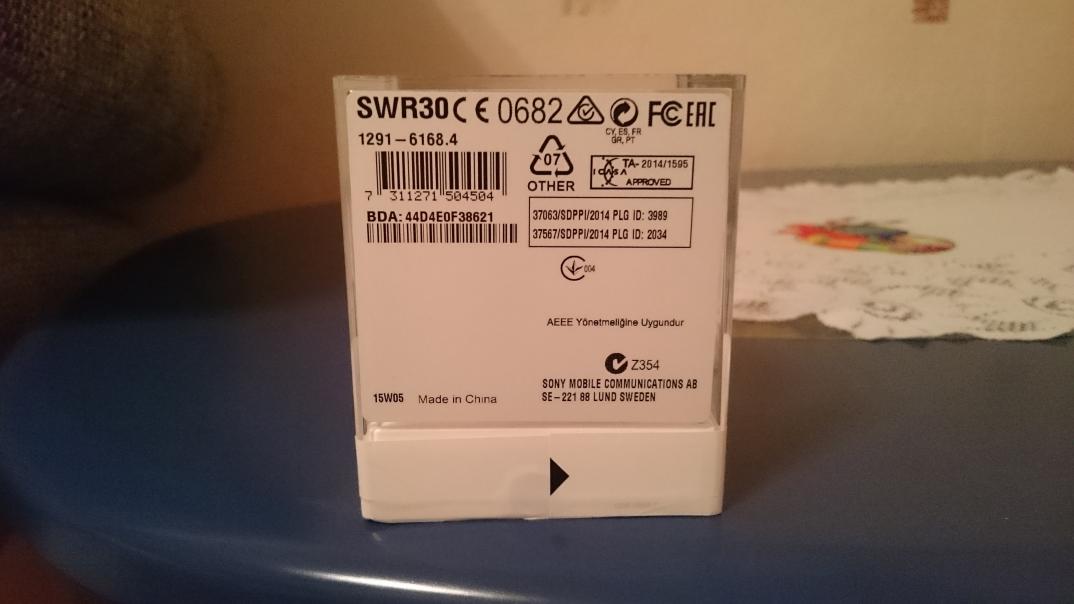 SWR30 CE 0682 FC EAC
CY, ES, FR
GR, PT
1291-6168.4
07
OTHER
ICASA TA-2014/1595
APPROVED
7 311271 504504
BDA: 44D4E0F38621
37063/SDPPI/2014 PLG ID: 3989
37567/SDPPI/2014 PLG ID: 2034
004
AEEE Yönetmeliğine Uygundur
Z354
SONY MOBILE COMMUNICATIONS AB
SE-221 88 LUND SWEDEN
15W05 Made in China